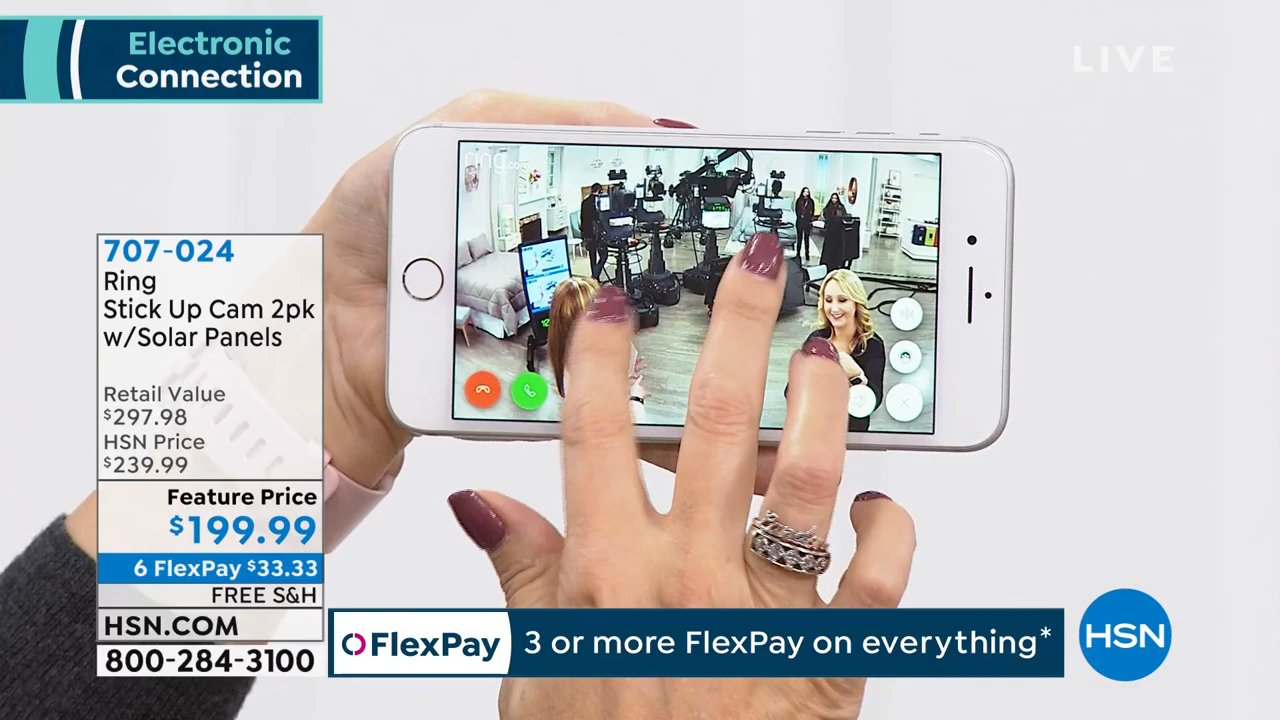 Electronic
Connection
LIVE
ring
707-024
Ring
Stick Up Cam 2pk
w/Solar Panels
Retail Value
$297.98
HSN Price
$239.99
Feature Price
$199.99
6 FlexPay $33.33
FREE S&H
HSN.COM
800-284-3100
FlexPay
3 or more FlexPay on everything*
HSN